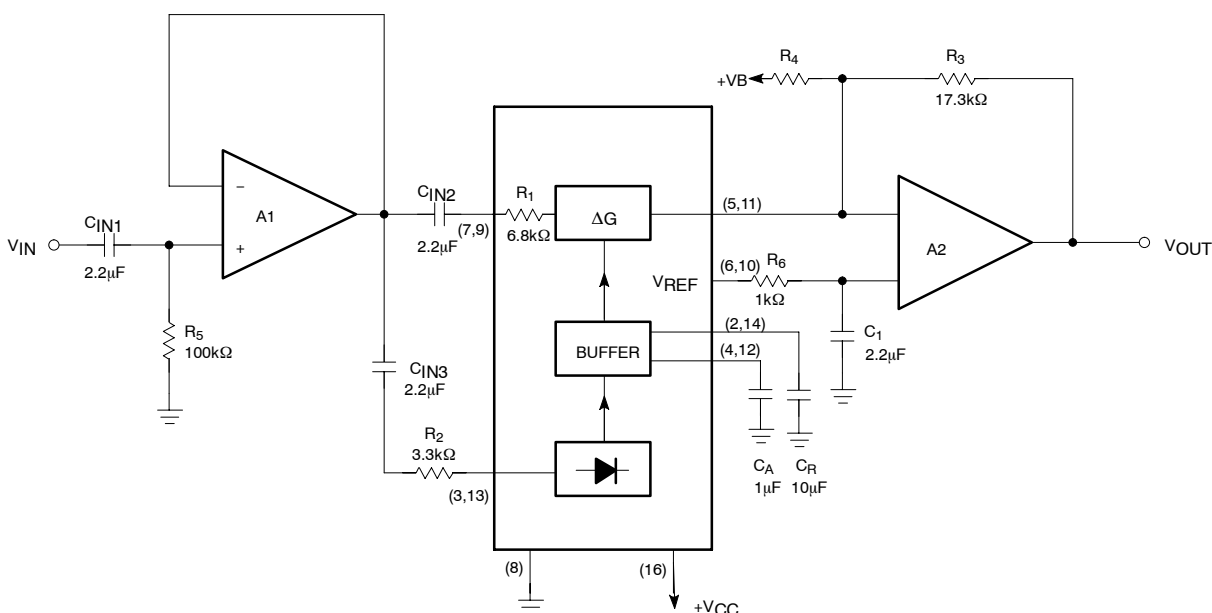 R4
+VB
R3
17.3kΩ
−
A1
+
VIN
CIN1
2.2μF
R5
100kΩ
CIN2
2.2μF
(7,9)
R1
6.8kΩ
ΔG
(5,11)
A2
VOUT
VREF
(6,10)
R6
1kΩ
C1
2.2μF
BUFFER
(2,14)
(4,12)
CIN3
2.2μF
R2
3.3kΩ
(3,13)
CA
1μF
CR
10μF
(8)
(16)
+VCC